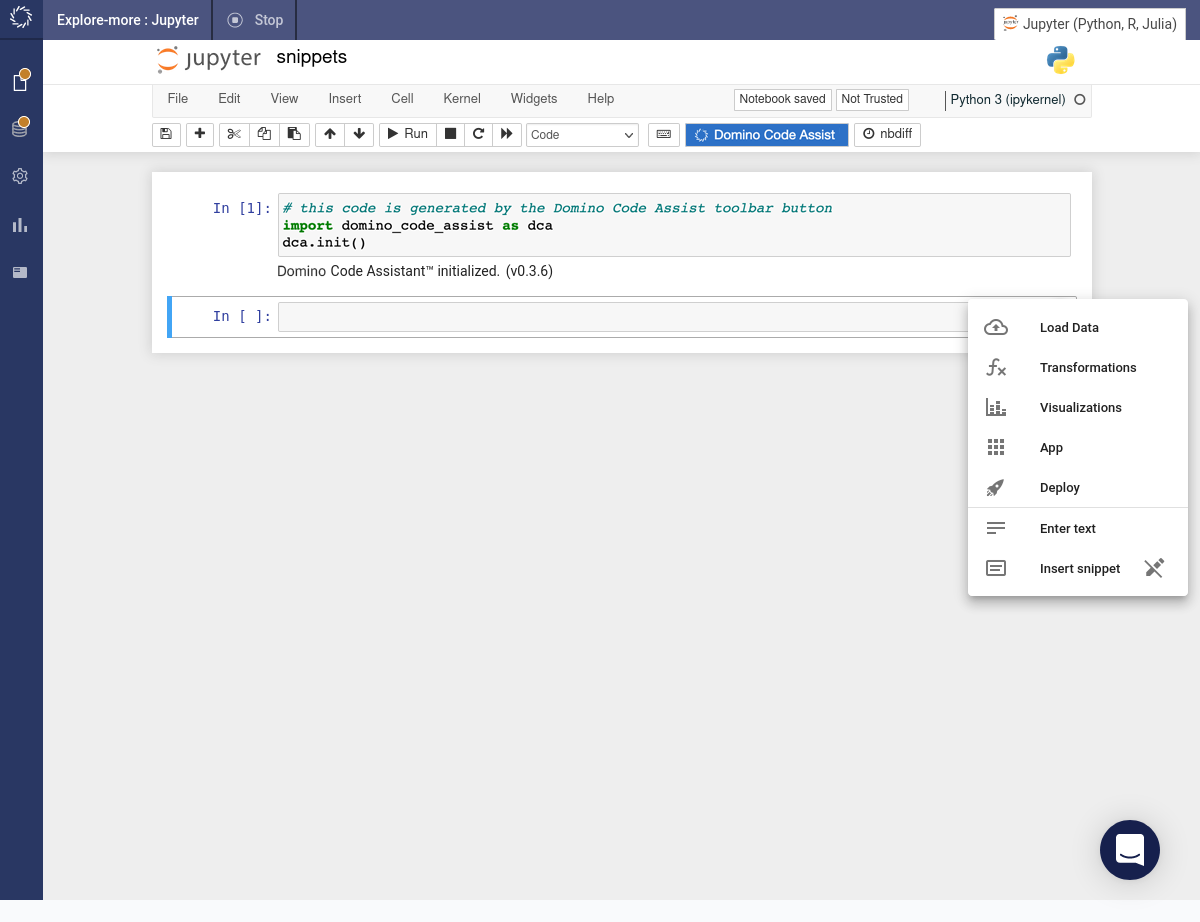 Explore-more : Jupyter
Stop
Jupyter (Python, R, Julia)
jupyter snippets
File Edit View Insert Cell Kernel Widgets Help
Notebook saved Not Trusted Python 3 (ipykernel)
Run Code Domino Code Assist nbdiff
In [1]: # this code is generated by the Domino Code Assist toolbar button
import domino_code_assist as dca
dca.init()
Domino Code Assistant™ initialized. (v0.3.6)
In [ ]:
Load Data
Transformations
Visualizations
App
Deploy
Enter text
Insert snippet